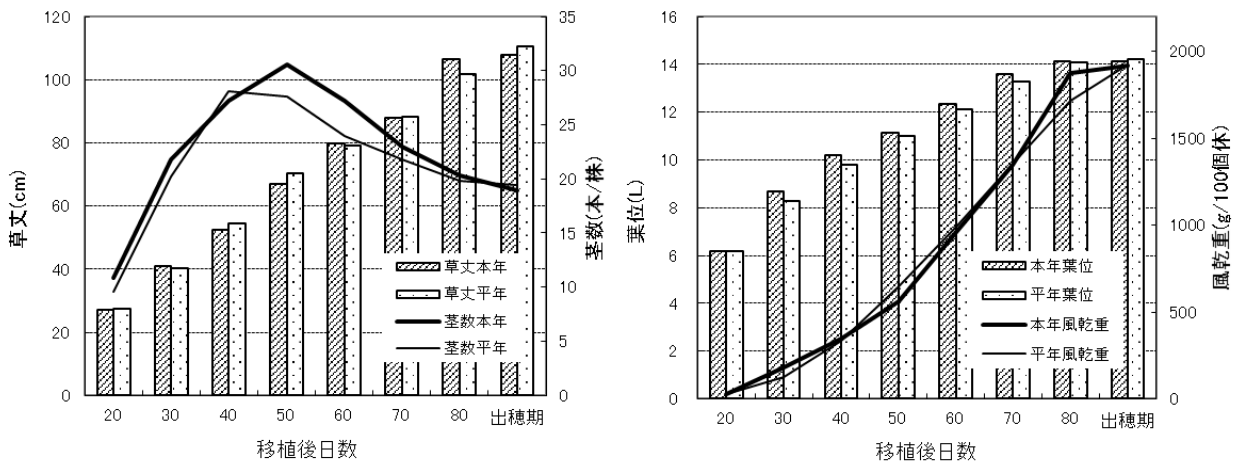 120
100
80
60
40
20
0
草丈(cm)
35
30
25
20
15
10
5
0
茎数(本/株)
草丈本年
草丈平年
茎数本年
茎数平年
20 30 40 50 60 70 80 出穂期
移植後日数
16
14
12
10
8
6
4
2
0
葉位(L)
2000
1500
1000
500
0
風乾重(g/100個体)
本年葉位
平年葉位
本年風乾重
平年風乾重
20 30 40 50 60 70 80 出穂期
移植後日数